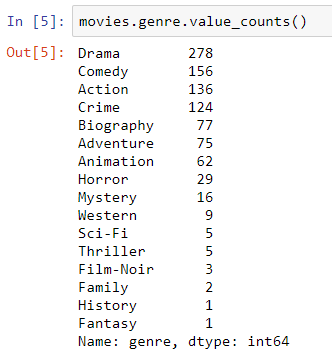 In [5]: movies.genre.value_counts()
Out[5]: Drama 278
Comedy 156
Action 136
Crime 124
Biography 77
Adventure 75
Animation 62
Horror 29
Mystery 16
Western 9
Sci-Fi 5
Thriller 5
Film-Noir 3
Family 2
History 1
Fantasy 1
Name: genre, dtype: int64